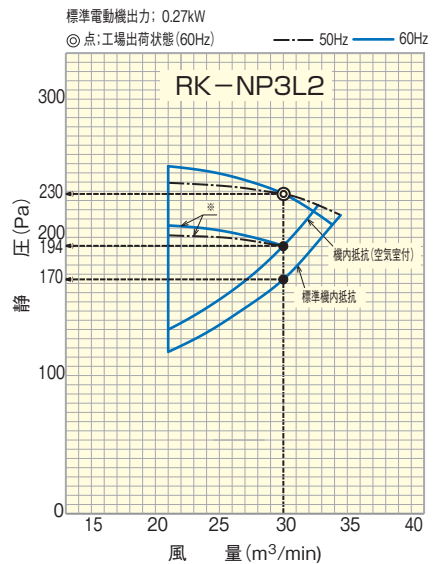 標準電動機出力; 0.27kW
◎ 点;工場出荷状態(60Hz)
50Hz
60Hz
RK−NP3L2
静 圧(Pa)
300
230
200
194
170
100
0
※
機内抵抗(空気室付)
標準機内抵抗
15 20 25 30 35 40
風 量(m³/min)